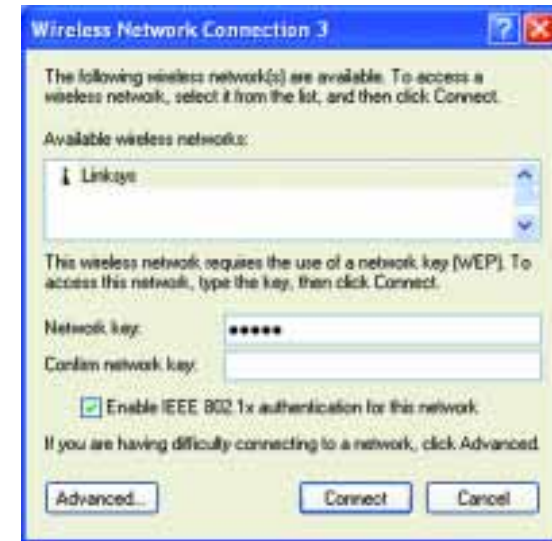 Wireless Network Connection 3
The following wireless network(s) are available. To access a
wireless network, select it from the list, and then click Connect.
Available wireless networks:
Linksys
This wireless network requires the use of a network key (WEP). To
access this network, type the key, then click Connect.
Network key: •••••
Confirm network key:
Enable IEEE 802.1x authentication for this network
If you are having difficulty connecting to a network, click Advanced.
Advanced... Connect Cancel